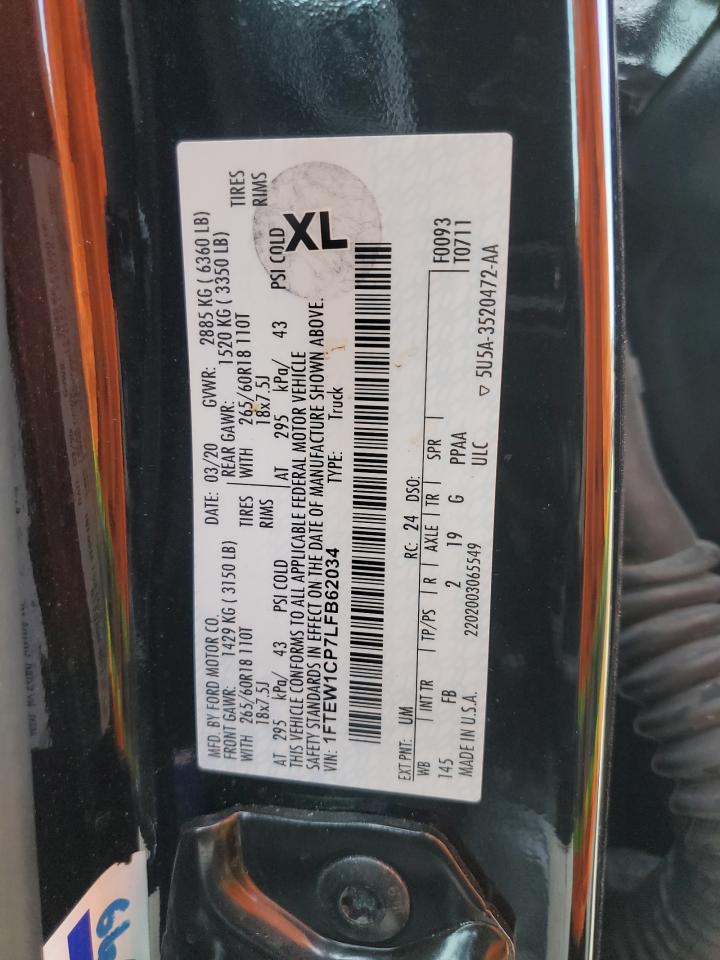 MFD. BY FORD MOTOR CO.
DATE: 03/20 GVWR: 2885 KG ( 6360 LB)
FRONT GAWR: 1429 KG ( 3150 LB)
REAR GAWR: 1520 KG ( 3350 LB)
WITH 265/60R18 110T TIRES
WITH 265/60R18 110T TIRES
18x7.5J RIMS
18x7.5J RIMS
AT 295 kPa/ 43 PSI COLD
AT 295 kPa/ 43 PSI COLD
THIS VEHICLE CONFORMS TO ALL APPLICABLE FEDERAL MOTOR VEHICLE
SAFETY STANDARDS IN EFFECT ON THE DATE OF MANUFACTURE SHOWN ABOVE.
VIN: 1FTEW1CP7LFB62034 TYPE: Truck
XL
EXT PNT: UM RC: 24 DSO: F0093
WB INT TR TP/PS R AXLE TR SPR T0711
145 FB 2 19 G PPAA
MADE IN U.S.A. 2202003065549 ULC
▽ 5U5A-3520472-AA